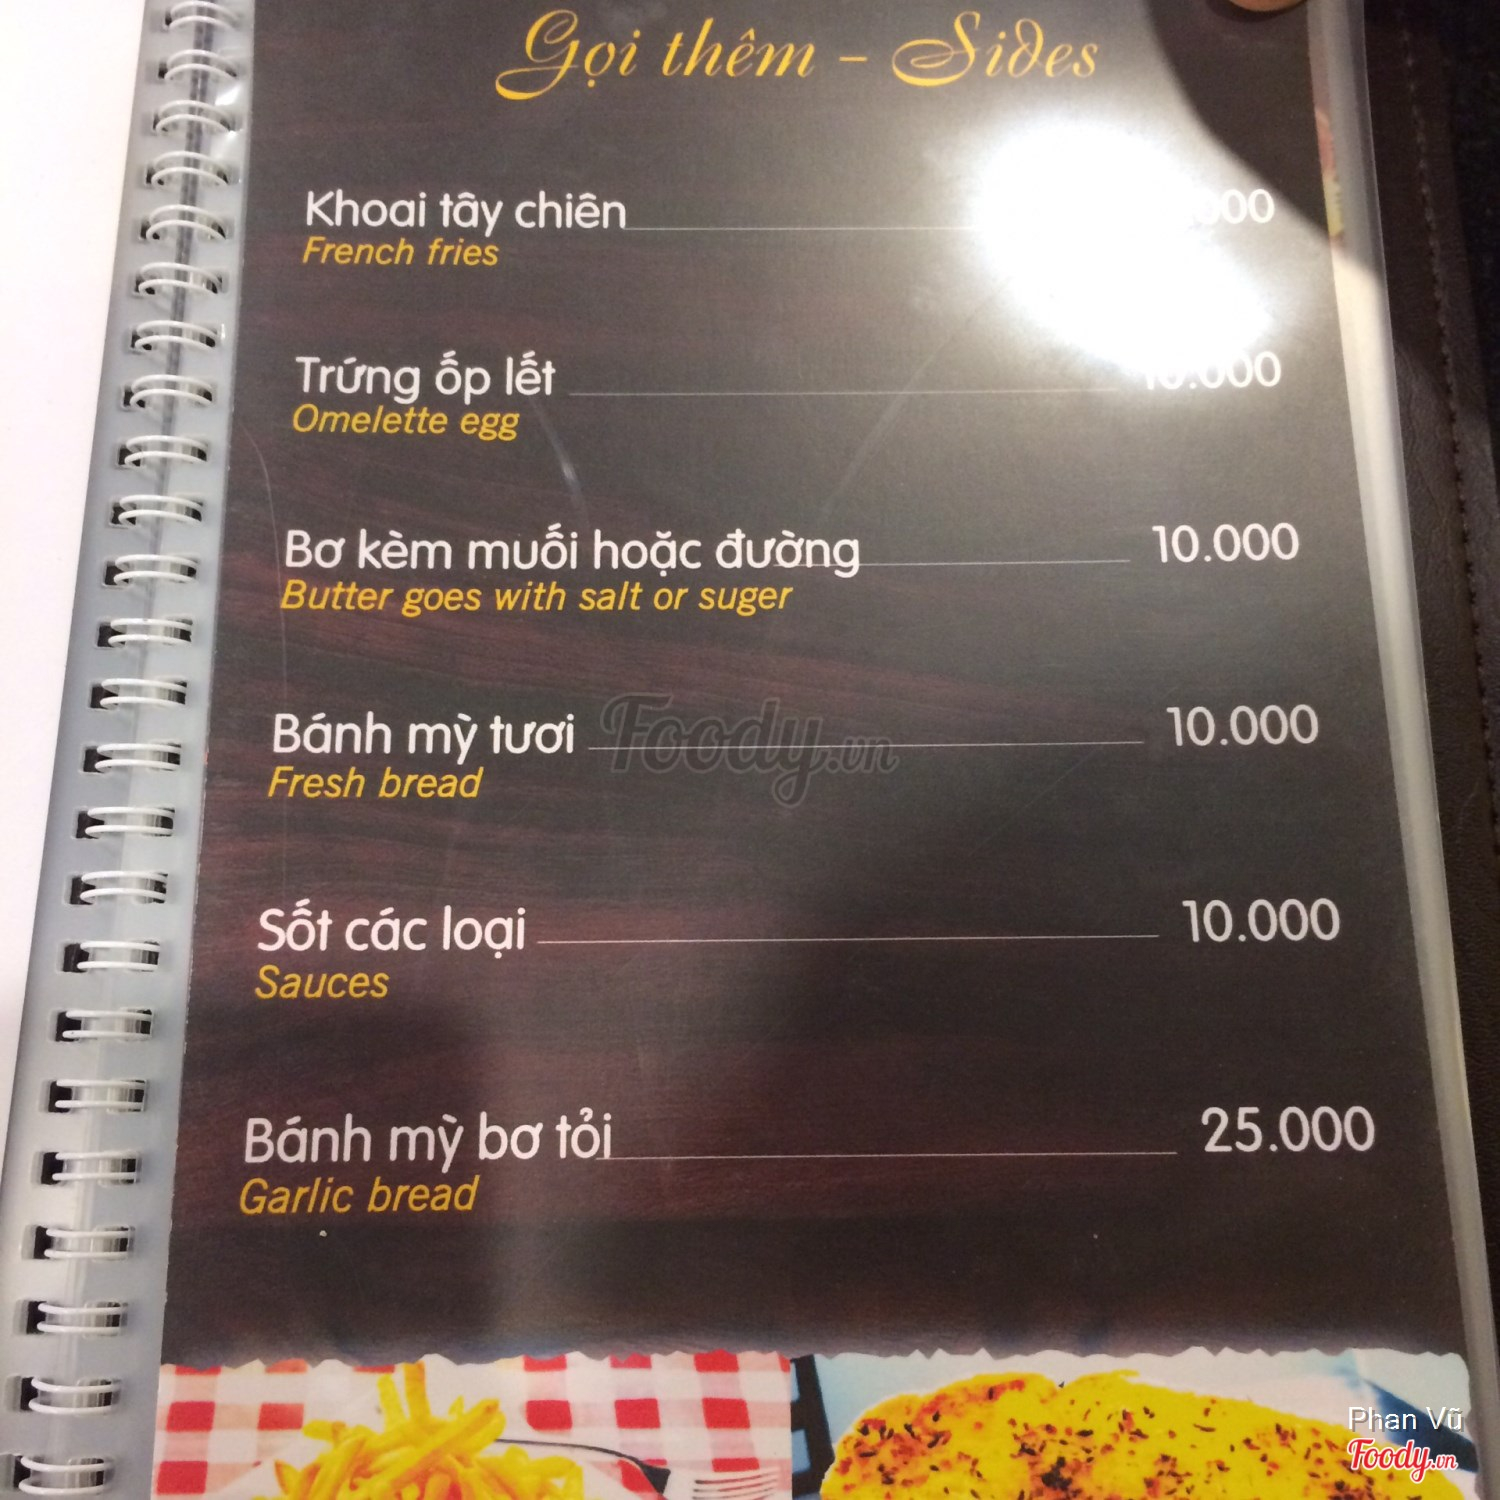 Gọi thêm - Sides
Khoai tây chiên
French fries
Trứng ốp lết 10.000
Omelette egg
Bơ kèm muối hoặc đường 10.000
Butter goes with salt or suger
Bánh mỳ tươi 10.000
Fresh bread
Foody.vn
Sốt các loại 10.000
Sauces
Bánh mỳ bơ tỏi 25.000
Garlic bread
Phan Vũ
Foody.vn